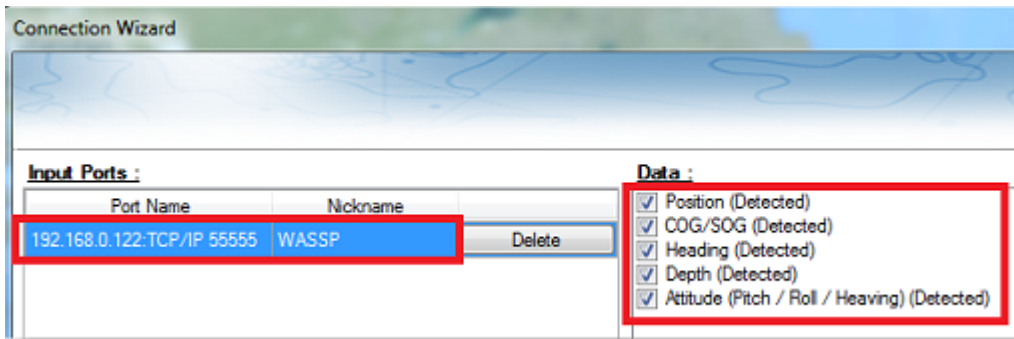 Connection Wizard
Input Ports :
Port Name Nickname
192.168.0.122:TCP/IP 55555 WASSP Delete
Data :
Position (Detected)
COG/SOG (Detected)
Heading (Detected)
Depth (Detected)
Attitude (Pitch / Roll / Heaving) (Detected)